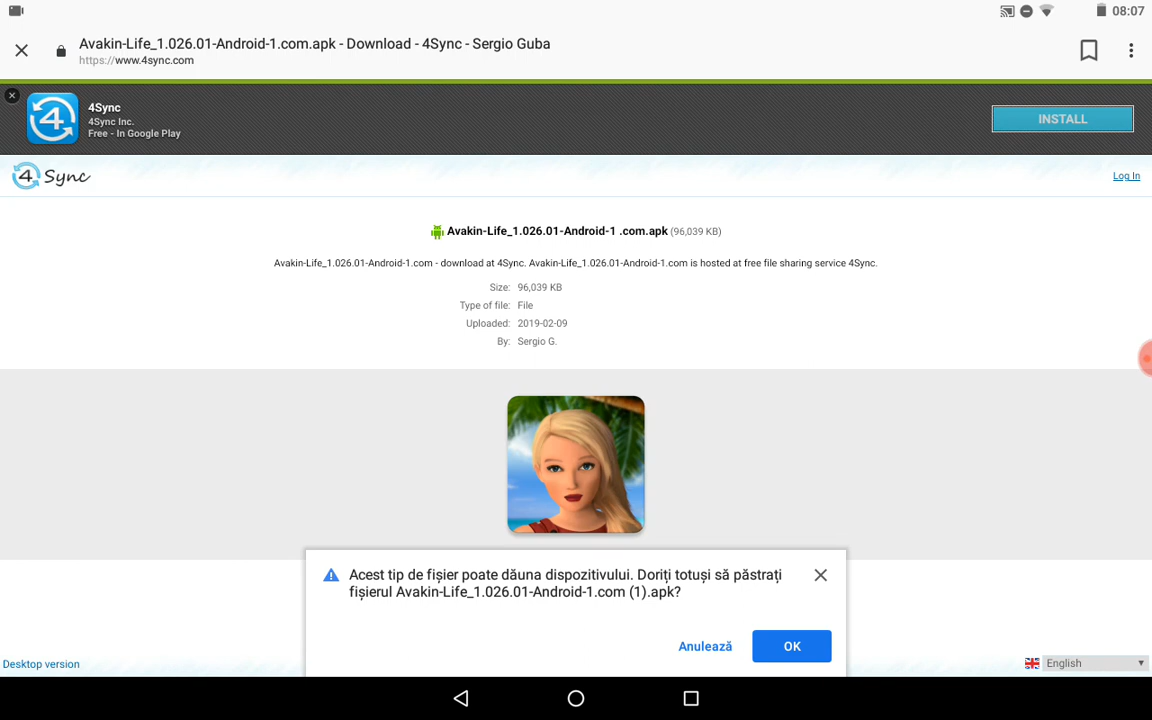 08:07
Avakin-Life_1.026.01-Android-1.com.apk - Download - 4Sync - Sergio Guba
https://www.4sync.com
4Sync
4Sync Inc.
Free - In Google Play
INSTALL
4 Sync
Log In
Avakin-Life_1.026.01-Android-1 .com.apk (96,039 KB)
Avakin-Life_1.026.01-Android-1.com - download at 4Sync. Avakin-Life_1.026.01-Android-1.com is hosted at free file sharing service 4Sync.
Size: 96,039 KB
Type of file: File
Uploaded: 2019-02-09
By: Sergio G.
Acest tip de fișier poate dăuna dispozitivului. Doriți totuși să păstrați
fișierul Avakin-Life_1.026.01-Android-1.com (1).apk?
Anulează OK
Desktop version
English